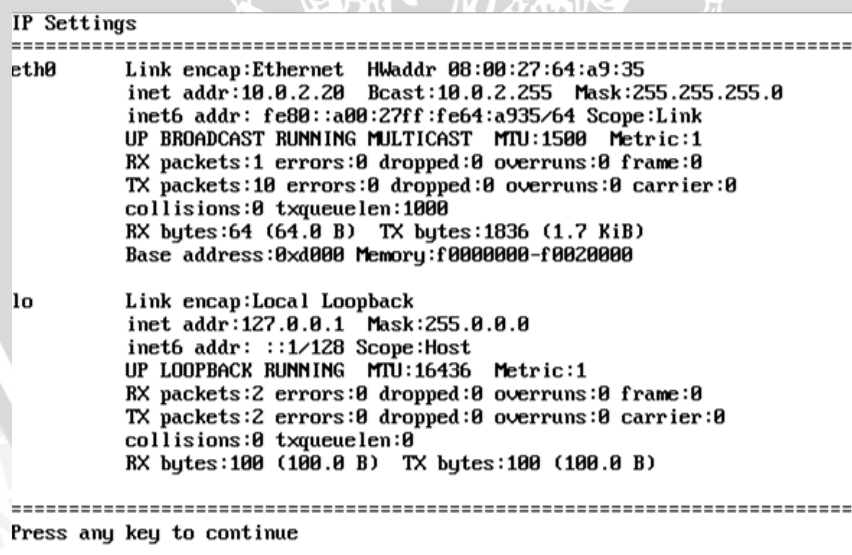 IP Settings
========================================================================
eth0 Link encap:Ethernet HWaddr 08:00:27:64:a9:35
inet addr:10.0.2.20 Bcast:10.0.2.255 Mask:255.255.255.0
inet6 addr: fe80::a00:27ff:fe64:a935/64 Scope:Link
UP BROADCAST RUNNING MULTICAST MTU:1500 Metric:1
RX packets:1 errors:0 dropped:0 overruns:0 frame:0
TX packets:10 errors:0 dropped:0 overruns:0 carrier:0
collisions:0 txqueuelen:1000
RX bytes:64 (64.0 B) TX bytes:1836 (1.7 KiB)
Base address:0xd000 Memory:f0000000-f0020000
lo Link encap:Local Loopback
inet addr:127.0.0.1 Mask:255.0.0.0
inet6 addr: ::1/128 Scope:Host
UP LOOPBACK RUNNING MTU:16436 Metric:1
RX packets:2 errors:0 dropped:0 overruns:0 frame:0
TX packets:2 errors:0 dropped:0 overruns:0 carrier:0
collisions:0 txqueuelen:0
RX bytes:100 (100.0 B) TX bytes:100 (100.0 B)
========================================================================
Press any key to continue